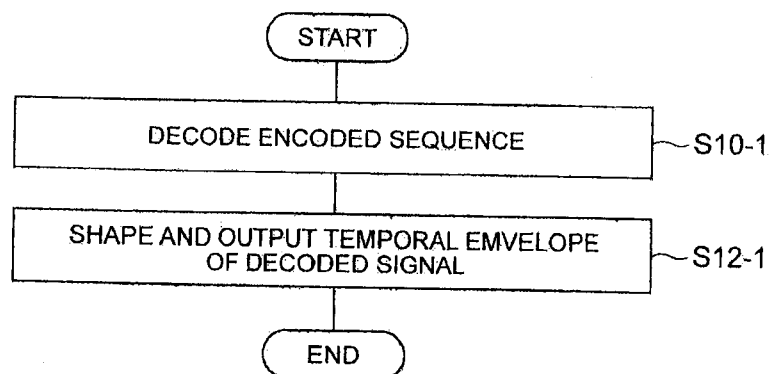 START
DECODE ENCODED SEQUENCE
S10-1
SHAPE AND OUTPUT TEMPORAL EMVELOPE
OF DECODED SIGNAL
S12-1
END